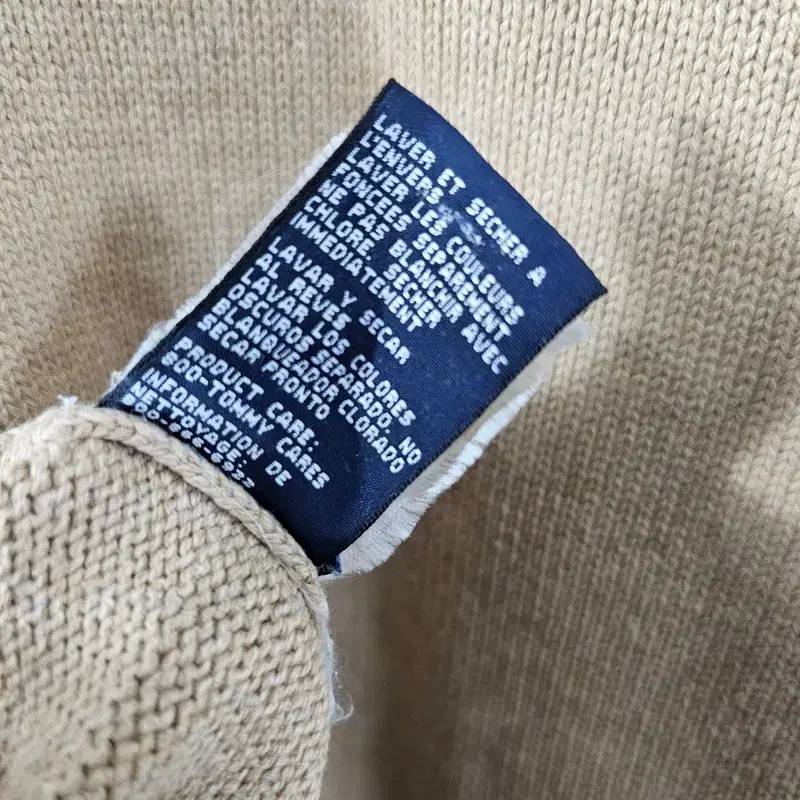 LAVER ET SECHER A
L'ENVERS
LAVER LES COULEURS
FONCEES SEPAREMENT.
NE PAS BLANCHIR AVEC
CHLORE. SECHER
IMMEDIATEMENT
LAVAR Y SECAR
AL REVES
LAVAR LOS COLORES
OSCUROS SEPARADO. NO
BLANQUEADOR CLORADO
SECAR PRONTO
PRODUCT CARE:
800-TOMMY CARES
INFORMATION DE
NETTOYAGE: